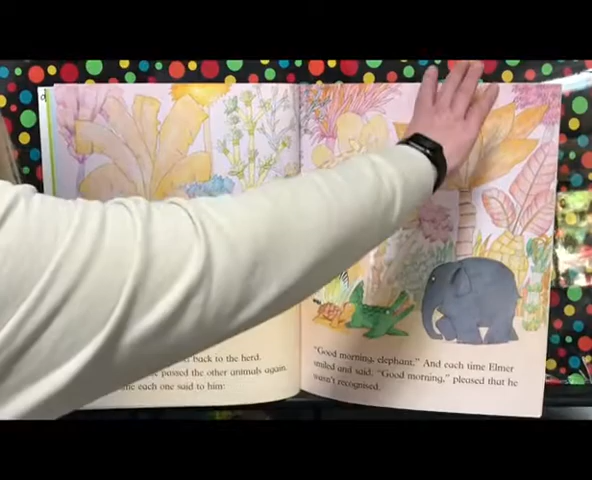 back to the herd.
passed the other animals again.
each one said to him:
"Good morning, elephant." And each time Elmer
smiled and said. "Good morning," pleased that he
wasn't recognised.